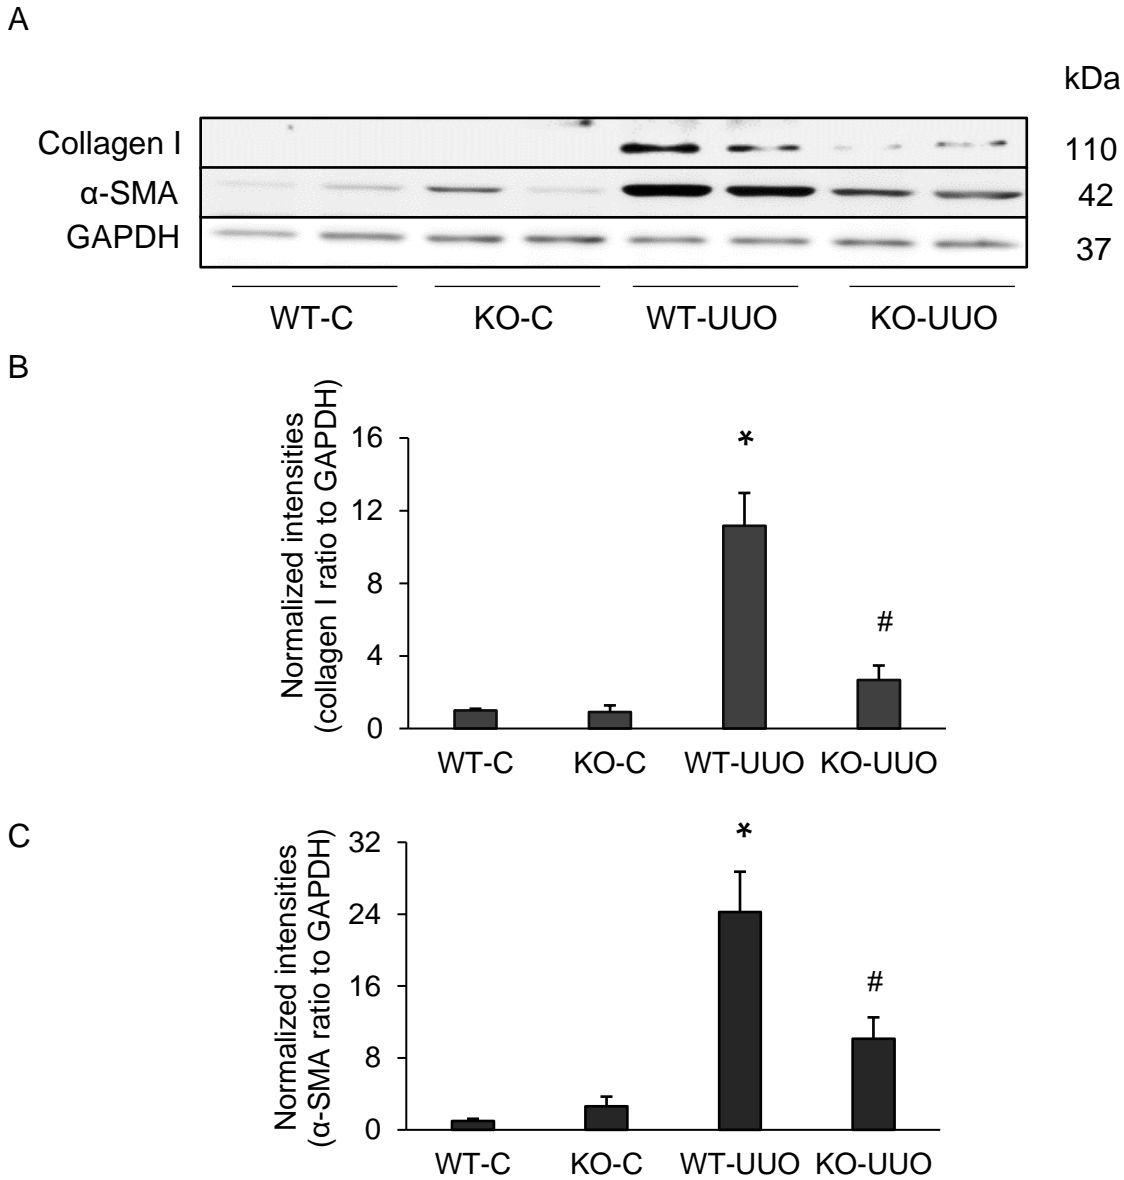 A
kDa
Collagen I
110
α-SMA
42
GAPDH
37
WT-C KO-C WT-UUO KO-UUO
B
Normalized intensities
(collagen I ratio to GAPDH)
16
12
8
4
0
*
#
WT-C KO-C WT-UUO KO-UUO
C
Normalized intensities
(α-SMA ratio to GAPDH)
32
24
16
8
0
*
#
WT-C KO-C WT-UUO KO-UUO